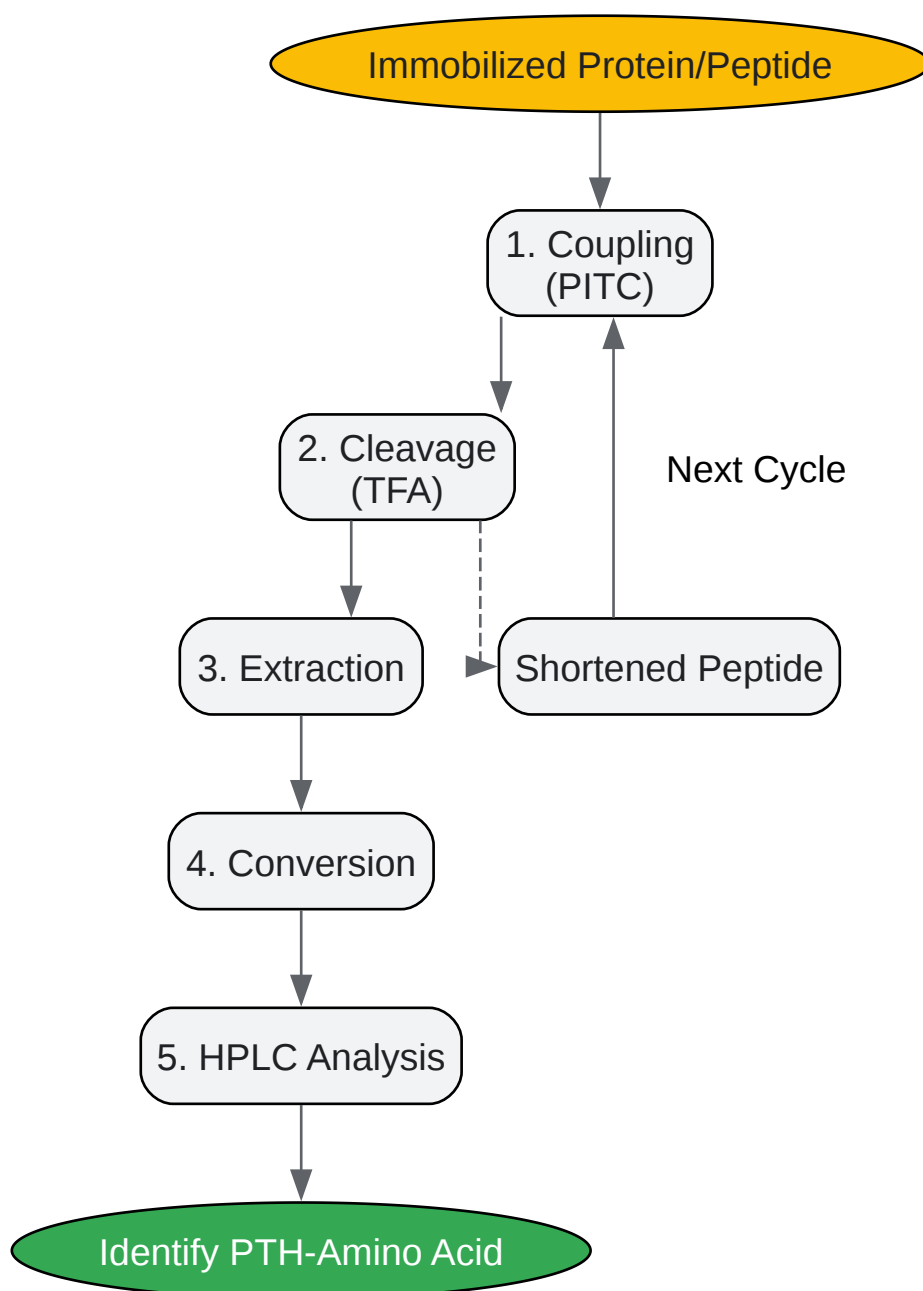 Immobilized Protein/Peptide
1. Coupling
(PITC)
2. Cleavage
(TFA)
Next Cycle
3. Extraction
Shortened Peptide
4. Conversion
5. HPLC Analysis
Identify PTH-Amino Acid